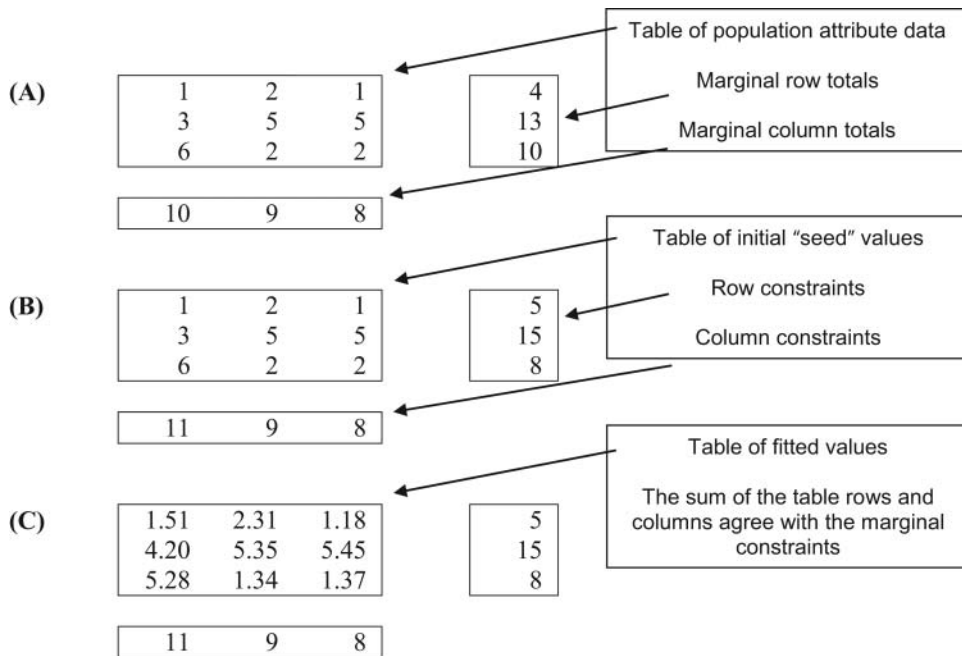 Table of population attribute data
Marginal row totals
Marginal column totals
(A)
1 2 1 4
3 5 5 13
6 2 2 10
10 9 8
Table of initial “seed” values
Row constraints
Column constraints
(B)
1 2 1 5
3 5 5 15
6 2 2 8
11 9 8
Table of fitted values
The sum of the table rows and
columns agree with the marginal
constraints
(C)
1.51 2.31 1.18 5
4.20 5.35 5.45 15
5.28 1.34 1.37 8
11 9 8